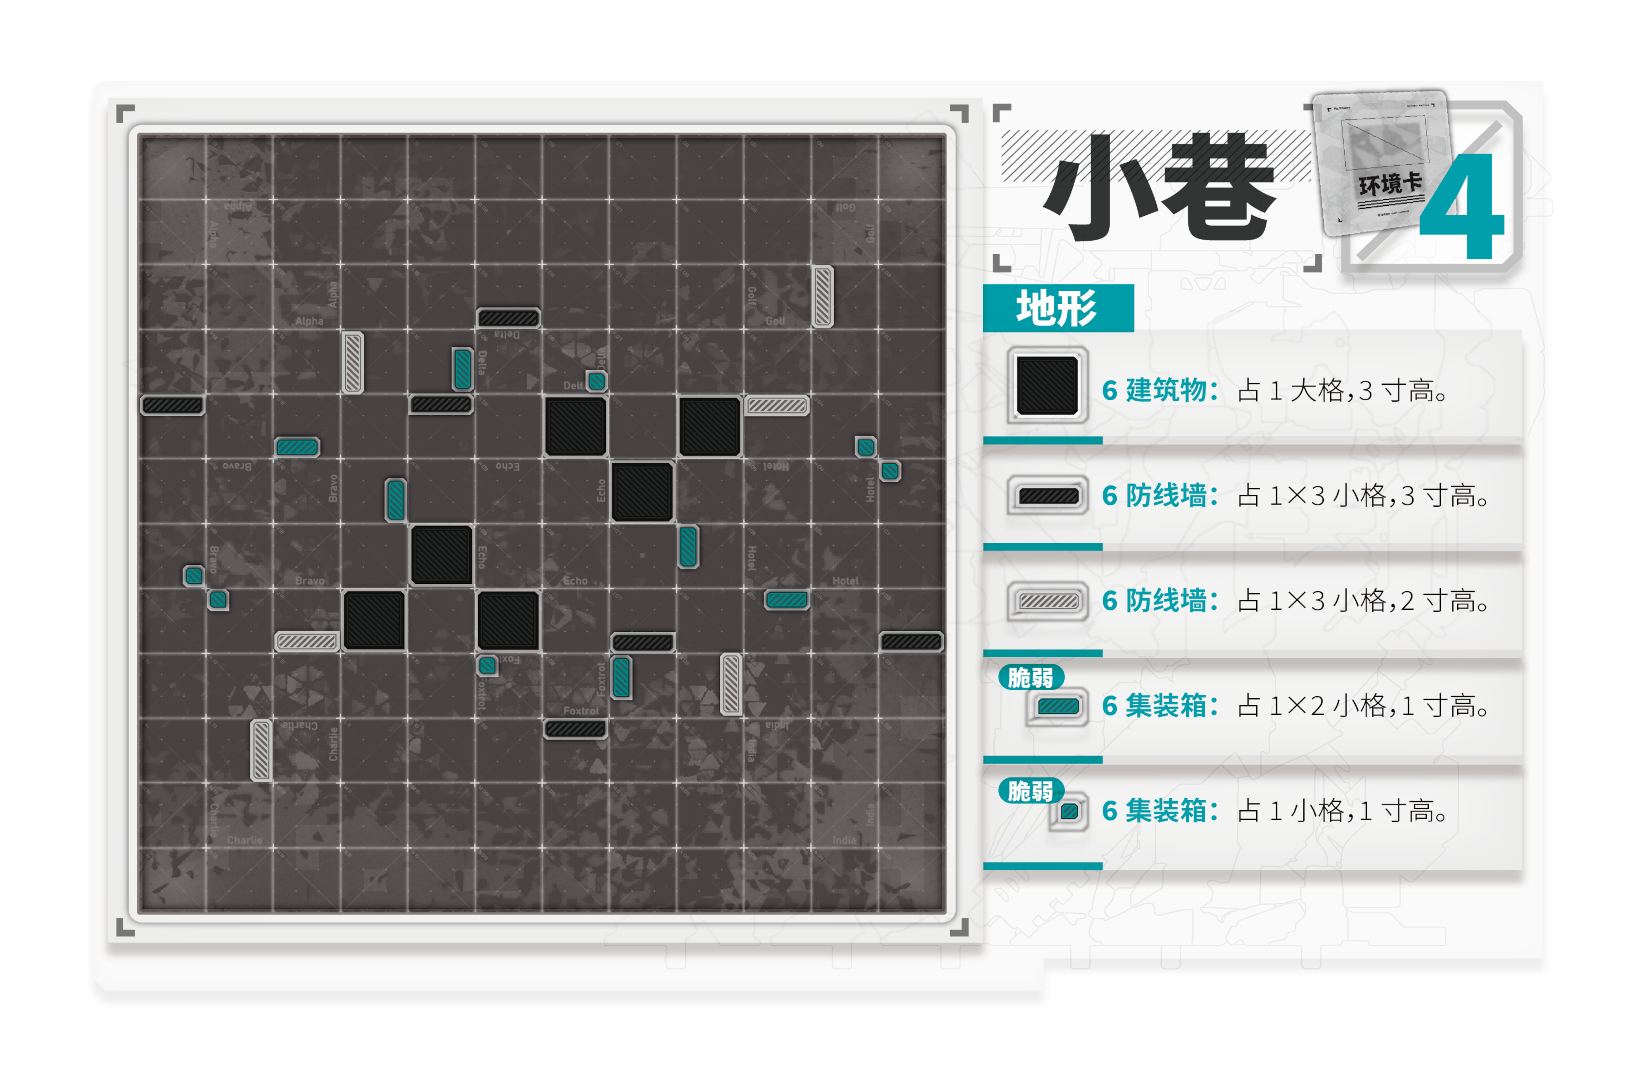 小巷
环境卡
4
地形
6 建筑物：占 1 大格，3 寸高。
6 防线墙：占 1×3 小格，3 寸高。
6 防线墙：占 1×3 小格，2 寸高。
脆弱
6 集装箱：占 1×2 小格，1 寸高。
脆弱
6 集装箱：占 1 小格，1 寸高。
Alpha
Golf
Alpha
Golf
Alpha
Golf
Alpha
Golf
Delta
Delta
Delta
Bravo
Echo
Hotel
Bravo
Echo
Hotel
Bravo
Echo
Hotel
Bravo
Echo
Hotel
Foxtrot
Foxtrot
Charlie
India
Charlie
India
Charlie
India
Charlie
India